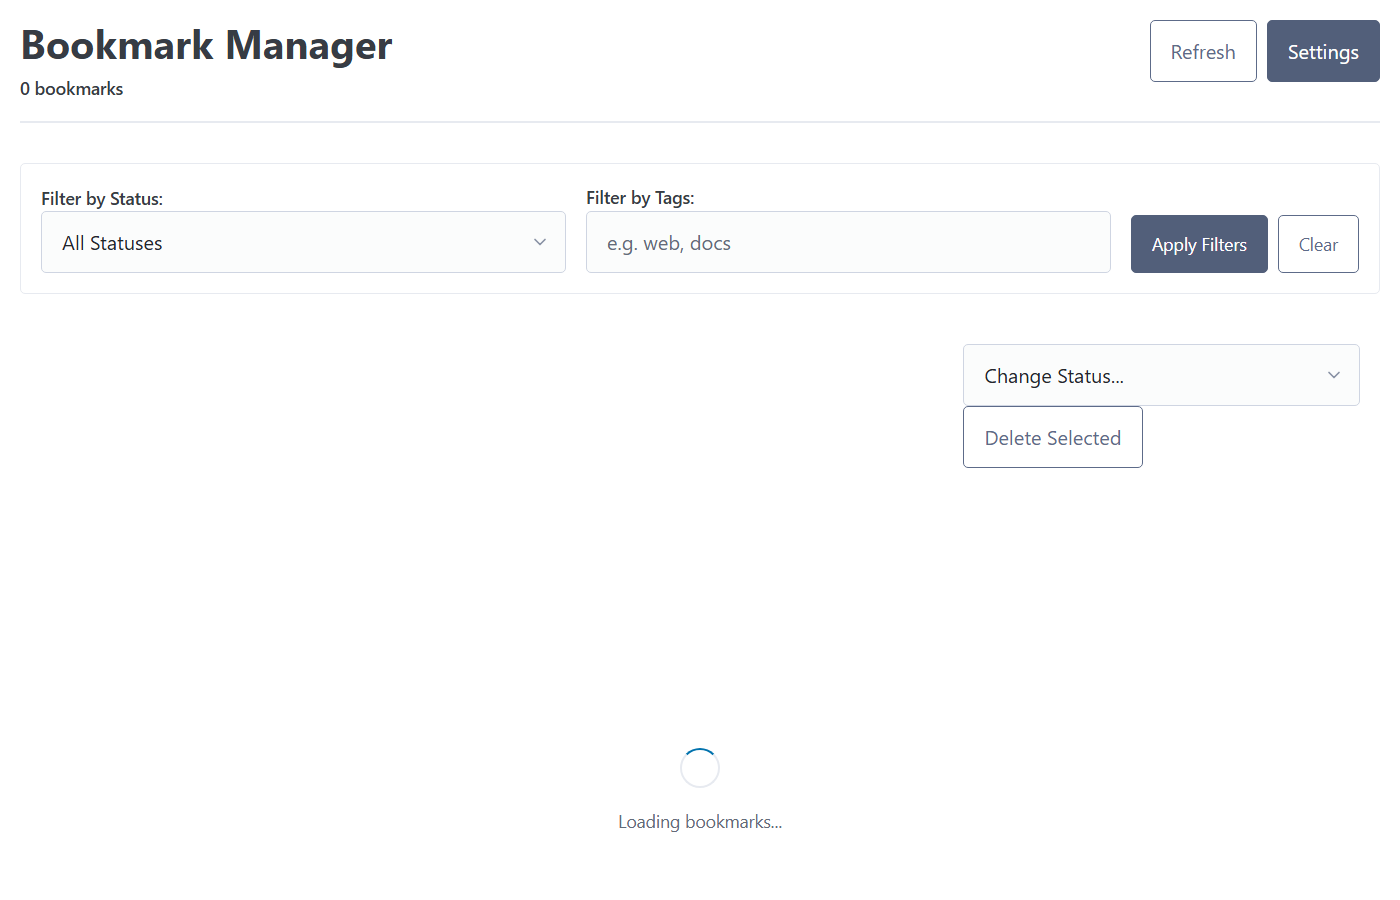 Bookmark Manager
0 bookmarks
Refresh
Settings
Filter by Status:
All Statuses
Filter by Tags:
e.g. web, docs
Apply Filters
Clear
Change Status...
Delete Selected
Loading bookmarks...